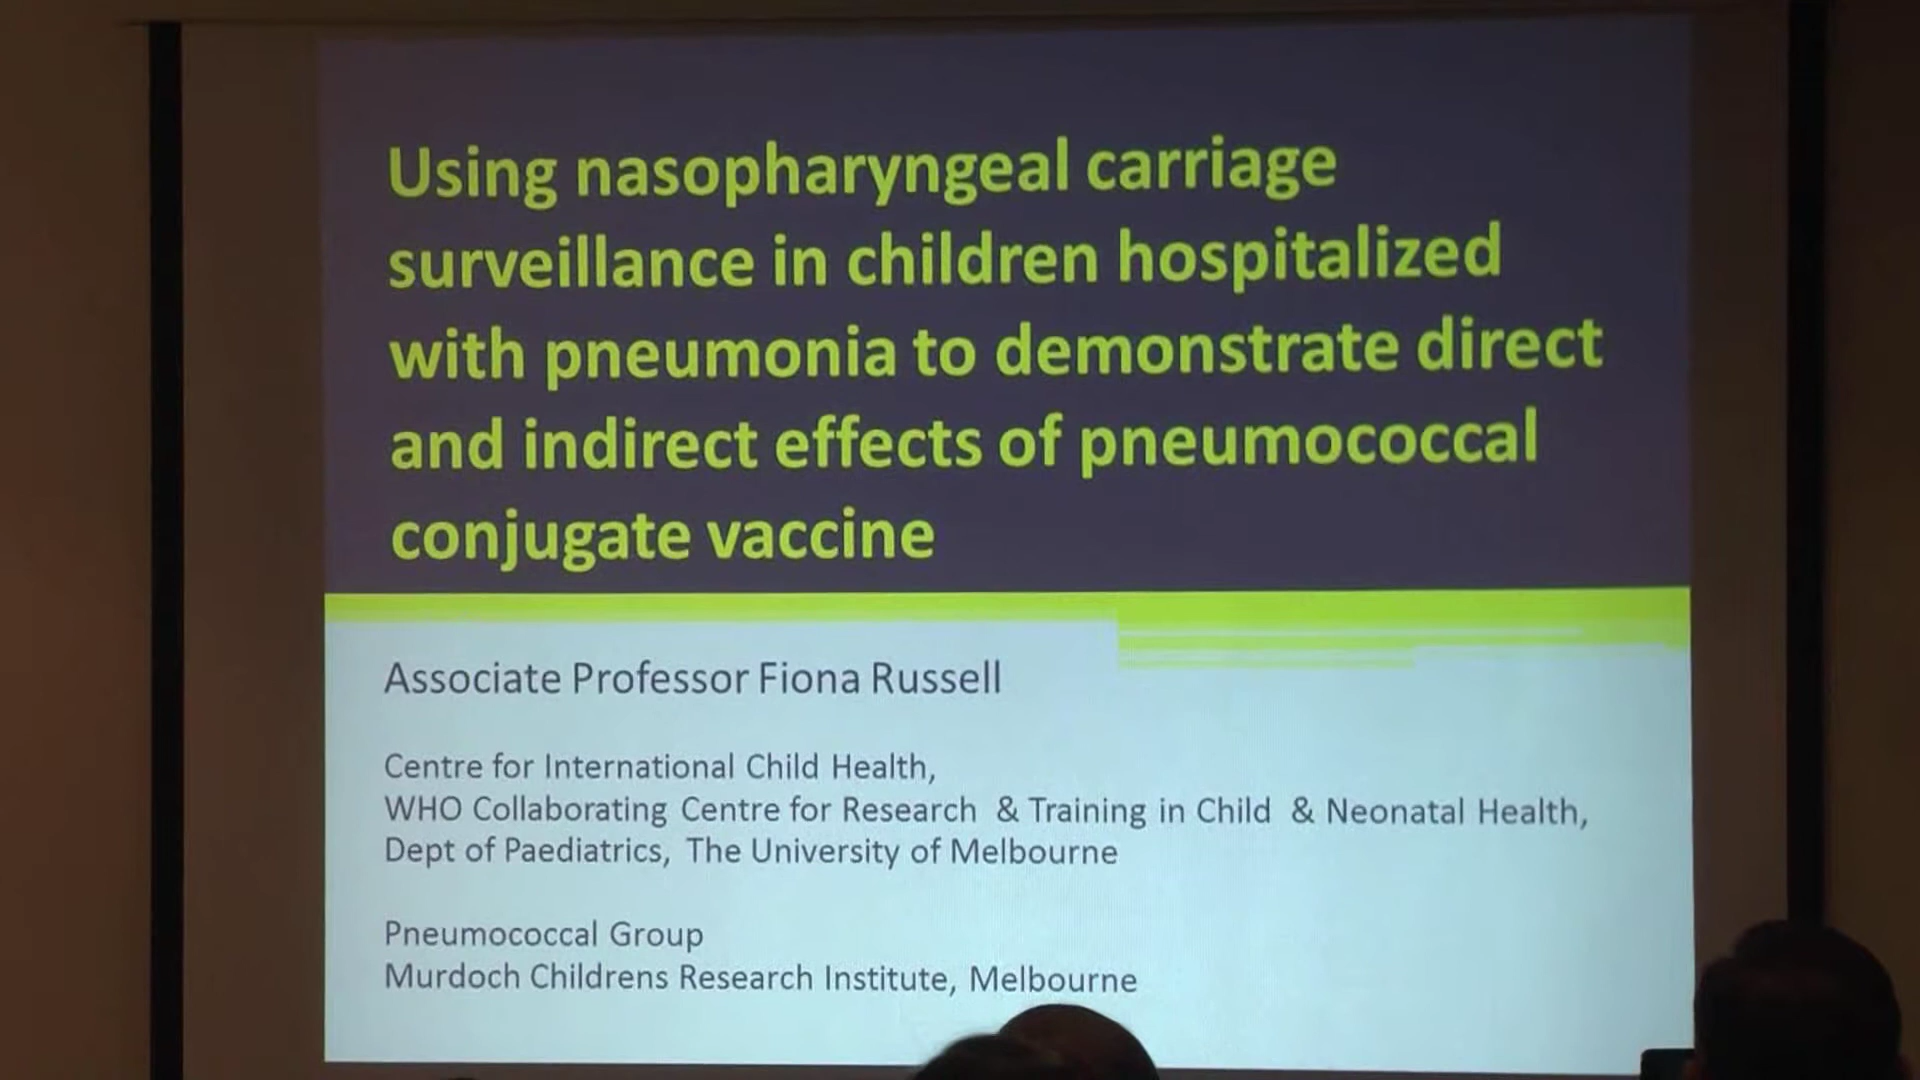 Using nasopharyngeal carriage
surveillance in children hospitalized
with pneumonia to demonstrate direct
and indirect effects of pneumococcal
conjugate vaccine
Associate Professor Fiona Russell
Centre for International Child Health,
WHO Collaborating Centre for Research & Training in Child & Neonatal Health,
Dept of Paediatrics, The University of Melbourne
Pneumococcal Group
Murdoch Childrens Research Institute, Melbourne